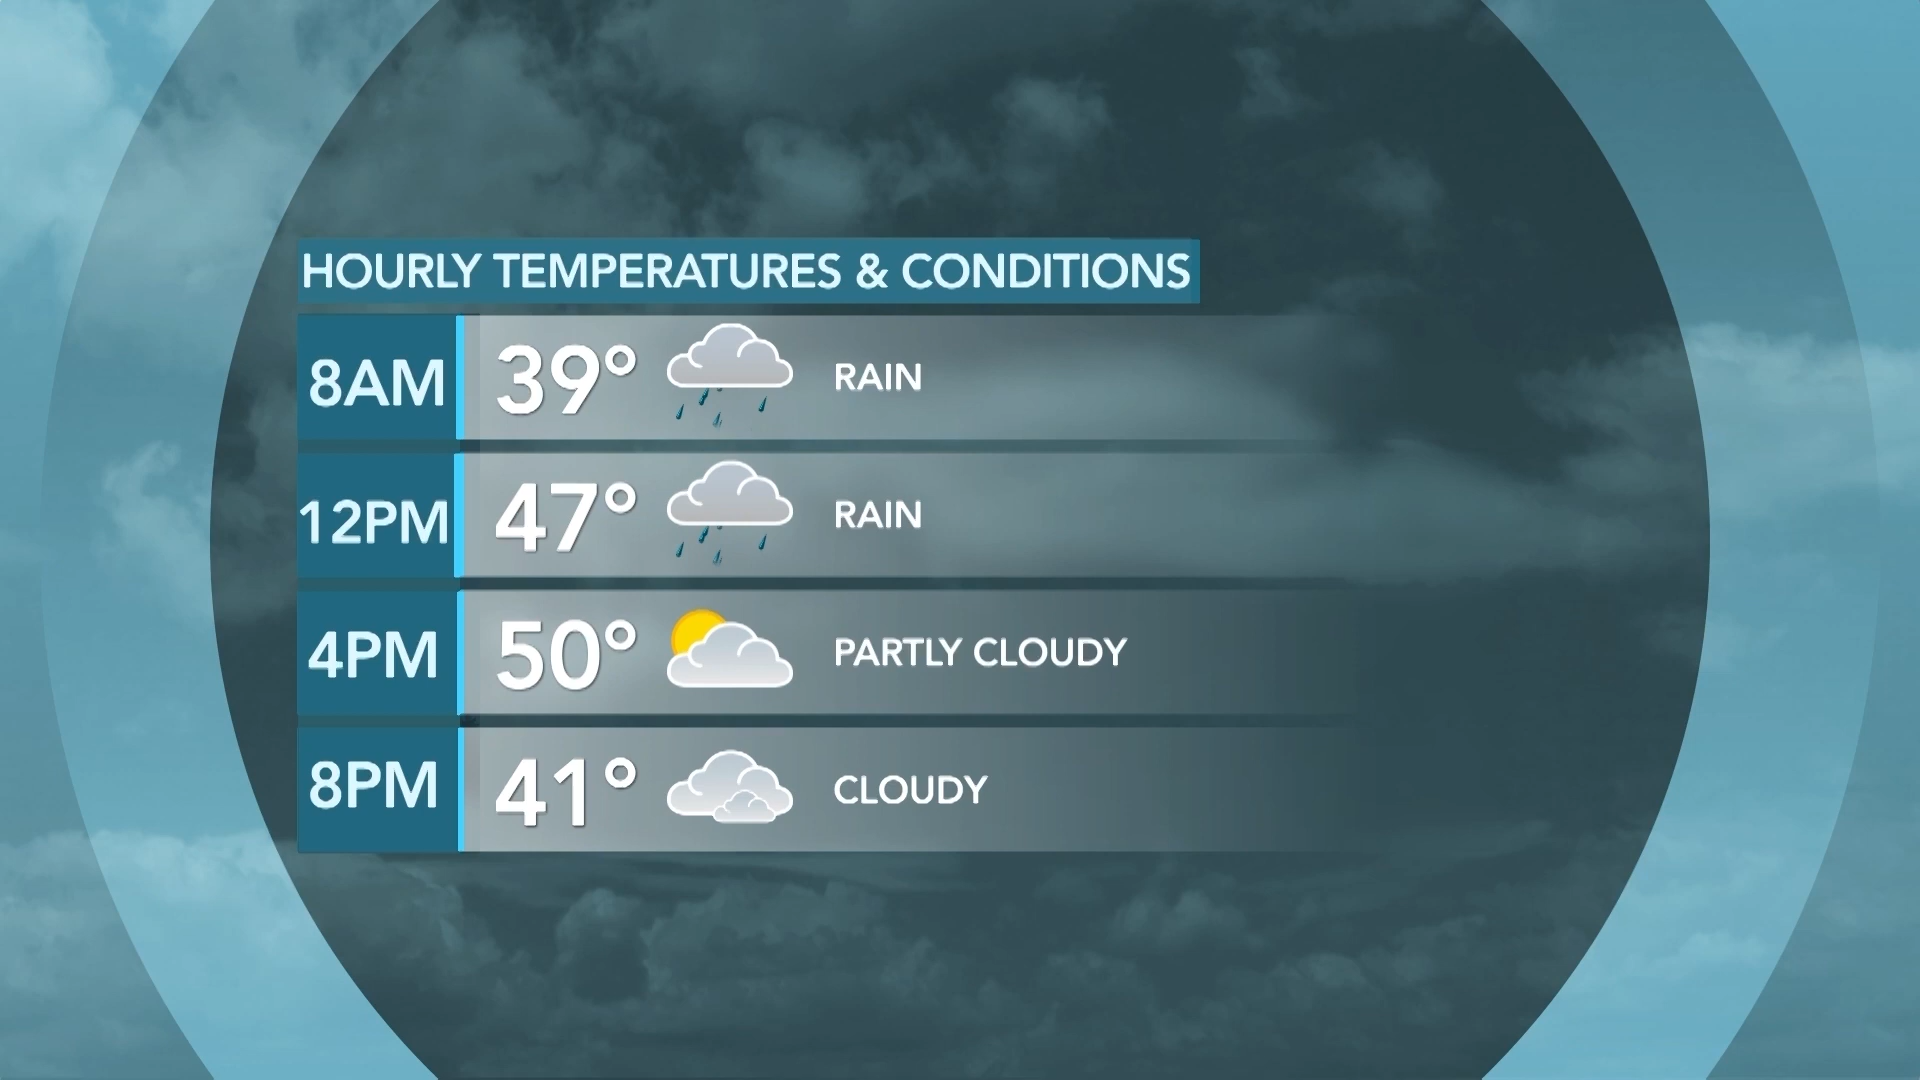 HOURLY TEMPERATURES & CONDITIONS
8AM 39° RAIN
12PM 47° RAIN
4PM 50° PARTLY CLOUDY
8PM 41° CLOUDY